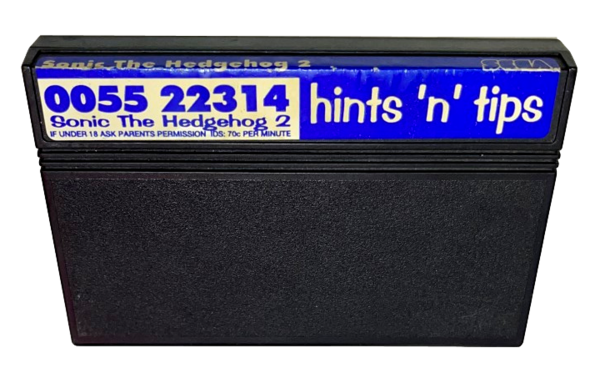 Sonic The Hedgehog 2 SEGA
0055 22314
Sonic The Hedgehog 2
IF UNDER 18 ASK PARENTS PERMISSION IDS: 70c PER MINUTE
hints 'n' tips